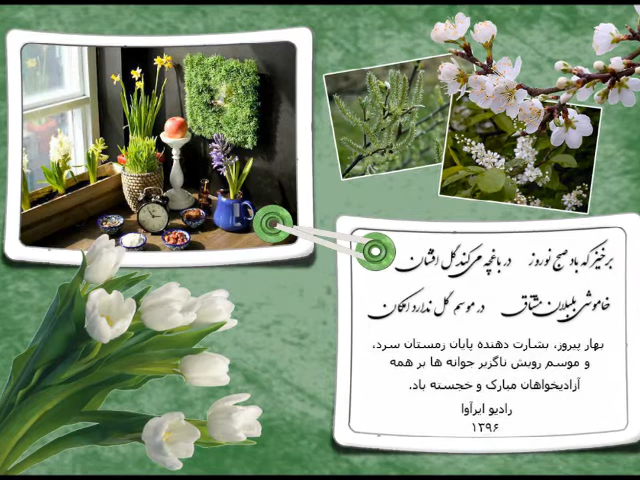 برخیز که باد صبح نوروز در باغچه می‌کند گل افشان
خاموشی بلبلان مشتاق در موسم گل ندارد امکان
بهار پیروز، بشارت دهنده پایان زمستان سرد،
و موسم رویش ناگزیر جوانه ها بر همه
آزادیخواهان مبارک و خجسته باد.
رادیو ایرآوا
۱۳۹۶